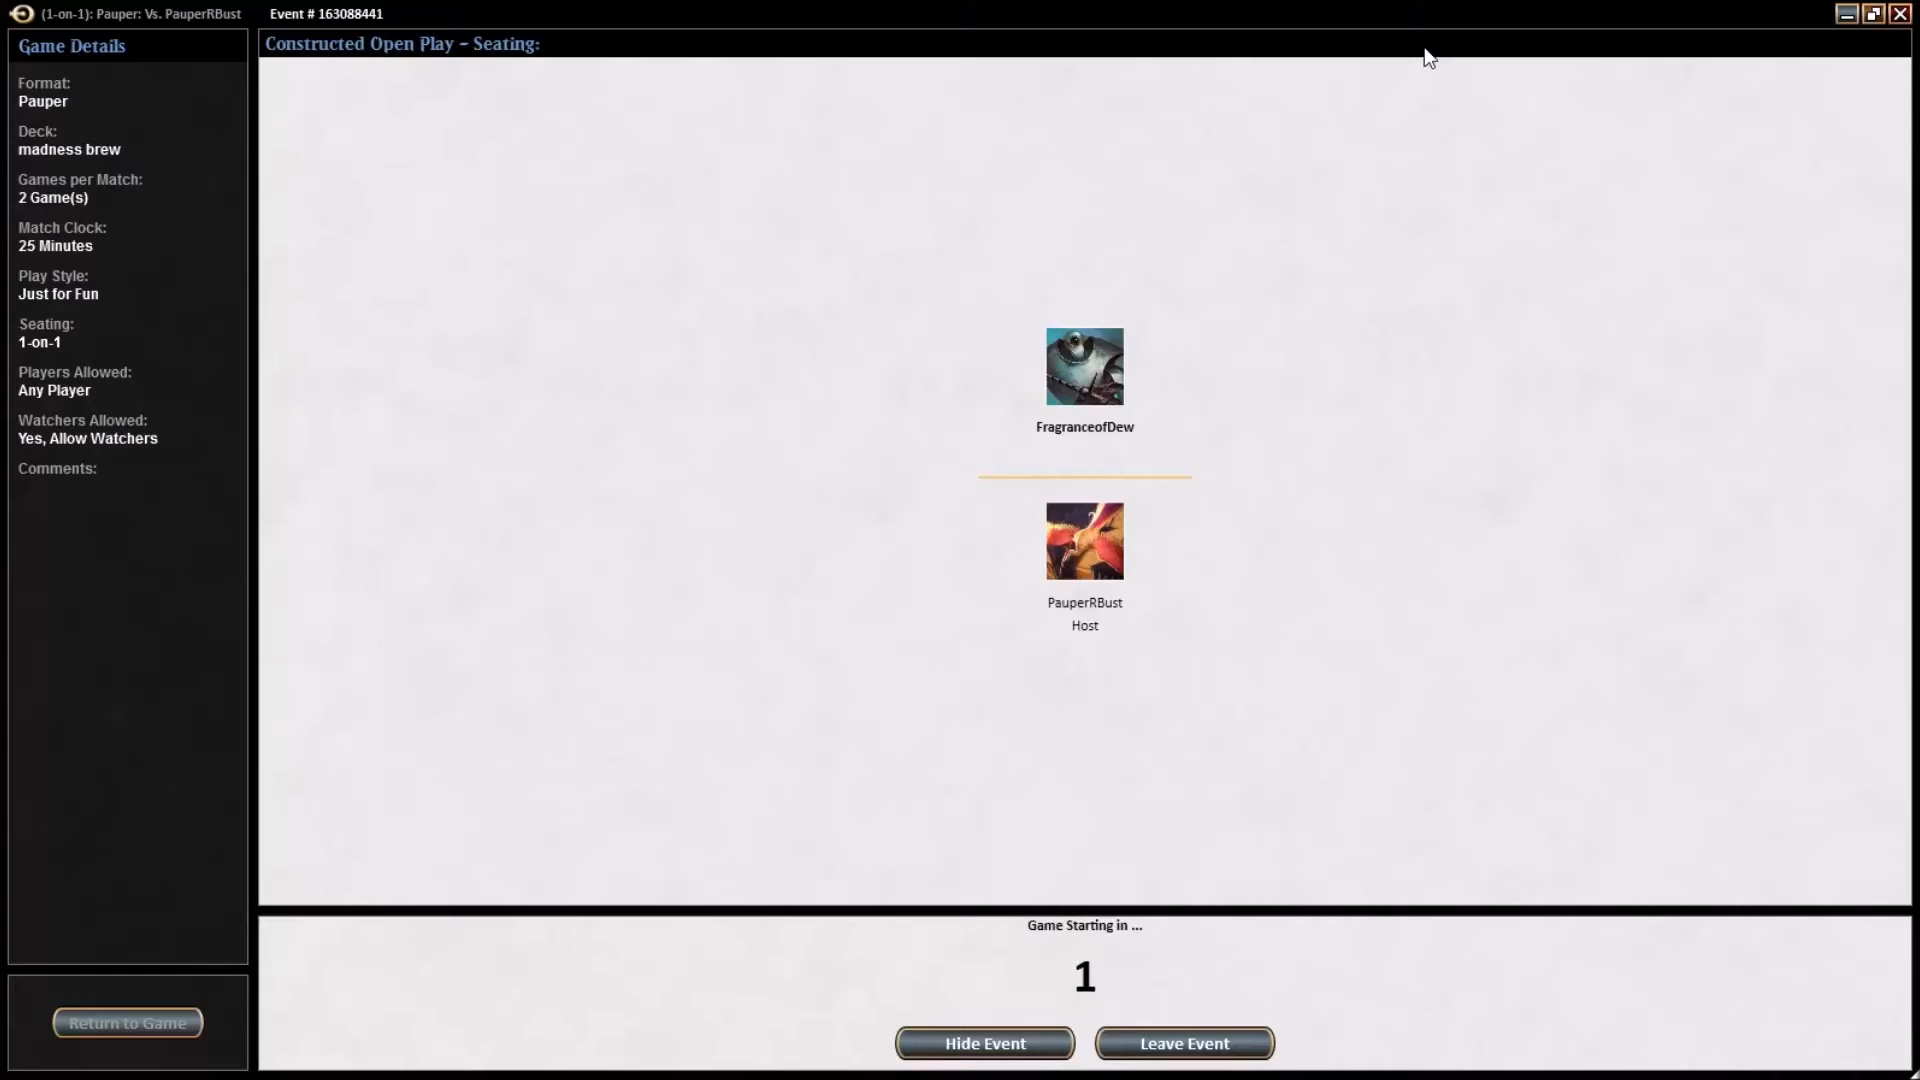 (1-on-1): Pauper: Vs. PauperRBust
Event # 163088441
Game Details
Format:
Pauper
Deck:
madness brew
Games per Match:
2 Game(s)
Match Clock:
25 Minutes
Play Style:
Just for Fun
Seating:
1-on-1
Players Allowed:
Any Player
Watchers Allowed:
Yes, Allow Watchers
Comments:
Return to Game
Constructed Open Play - Seating:
FragranceofDew
PauperRBust
Host
Game Starting in ...
1
Hide Event
Leave Event